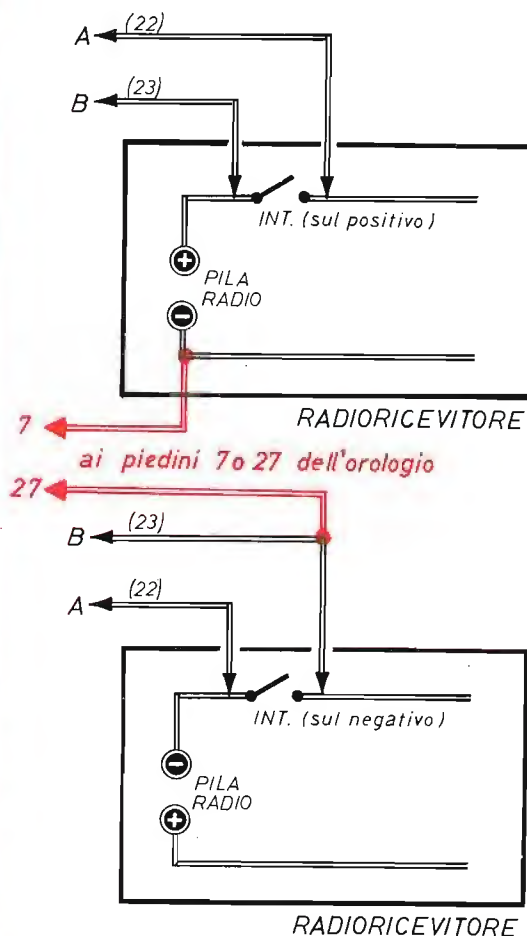 A (22)
B (23)
INT. (sul positivo)
+
PILA
RADIO
-
RADIORICEVITORE
7
ai piedini 7 o 27 dell'orologio
27
B (23)
A (22)
INT. (sul negativo)
-
PILA
RADIO
+
RADIORICEVITORE